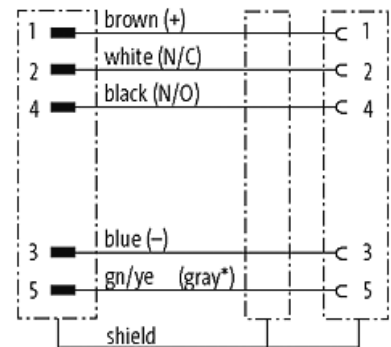 1 brown (+) 1
2 white (N/C) 2
4 black (N/O) 4
3 blue (–) 3
5 gn/ye (gray*) 5
shield